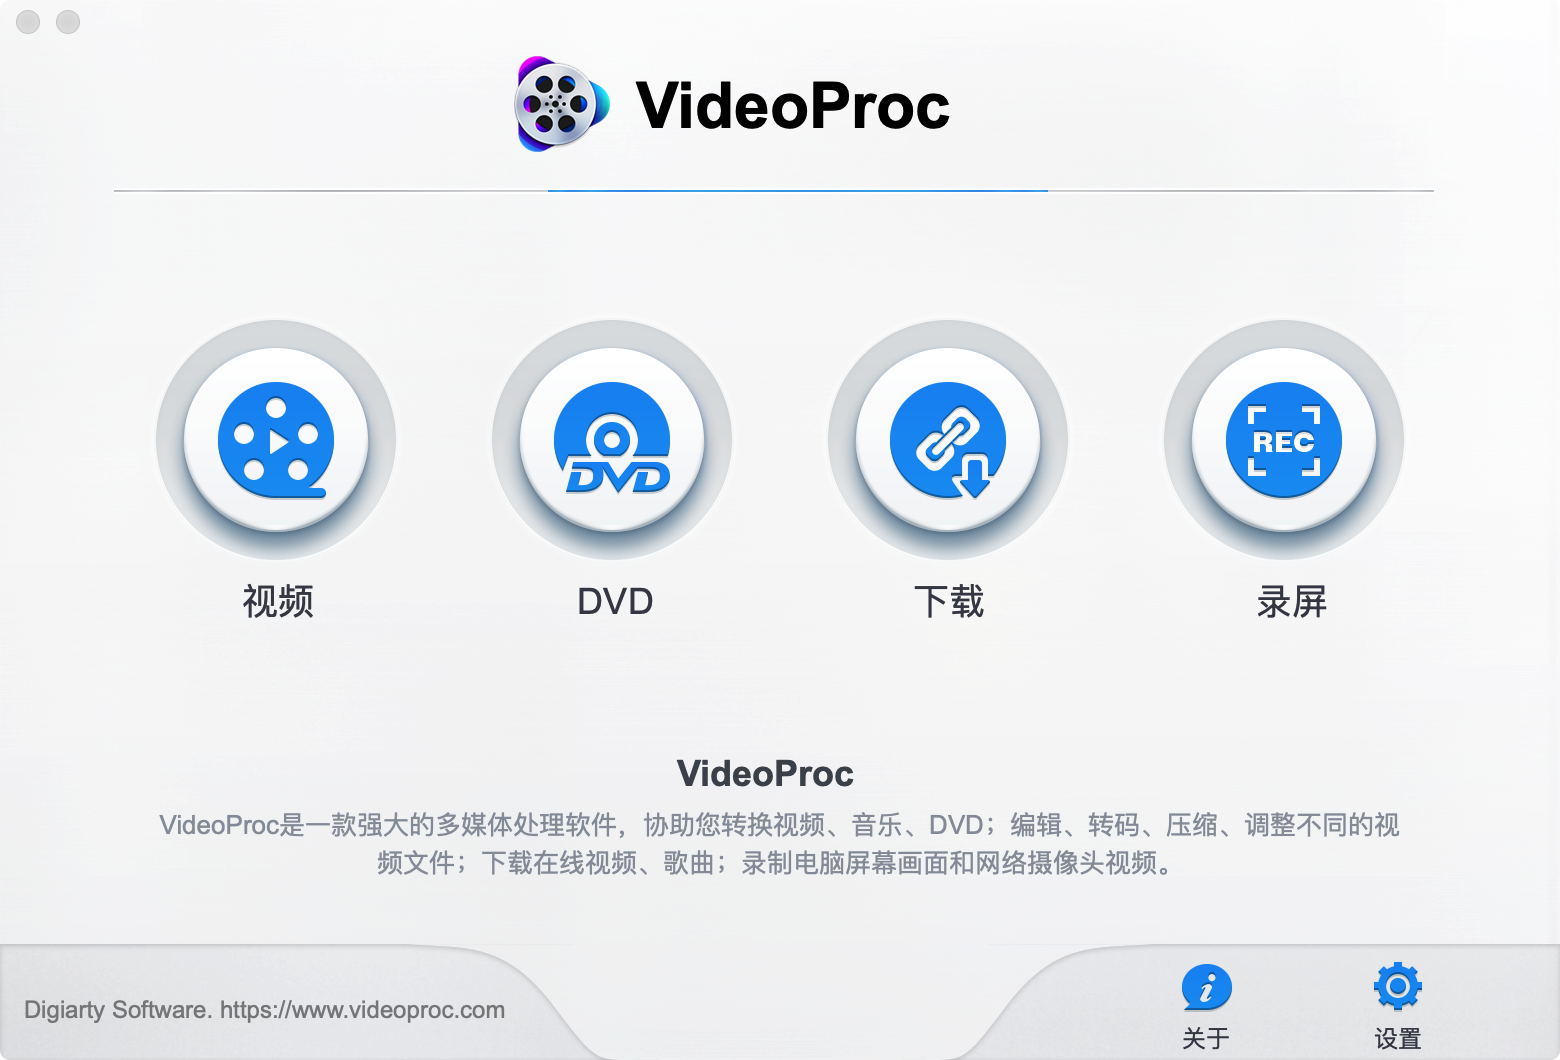 VideoProc
REC
视频
DVD
下载
录屏
VideoProc
VideoProc是一款强大的多媒体处理软件，协助您转换视频、音乐、DVD；编辑、转码、压缩、调整不同的视
频文件；下载在线视频、歌曲；录制电脑屏幕画面和网络摄像头视频。
Digiarty Software. https://www.videoproc.com
关于
设置